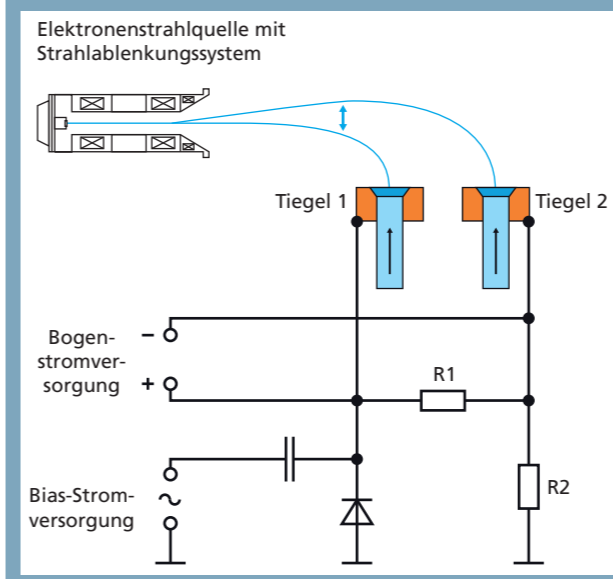 Elektronenstrahlquelle mit
Strahlablenkungssystem
Tiegel 1
Tiegel 2
Bogen-
stromver-
sorgung
−
+
R1
Bias-Strom-
versorgung
~
R2